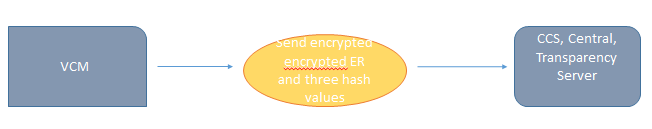 VCM
Send encrypted
encrypted ER
and three hash
values
CCS, Central,
Transparency
Server